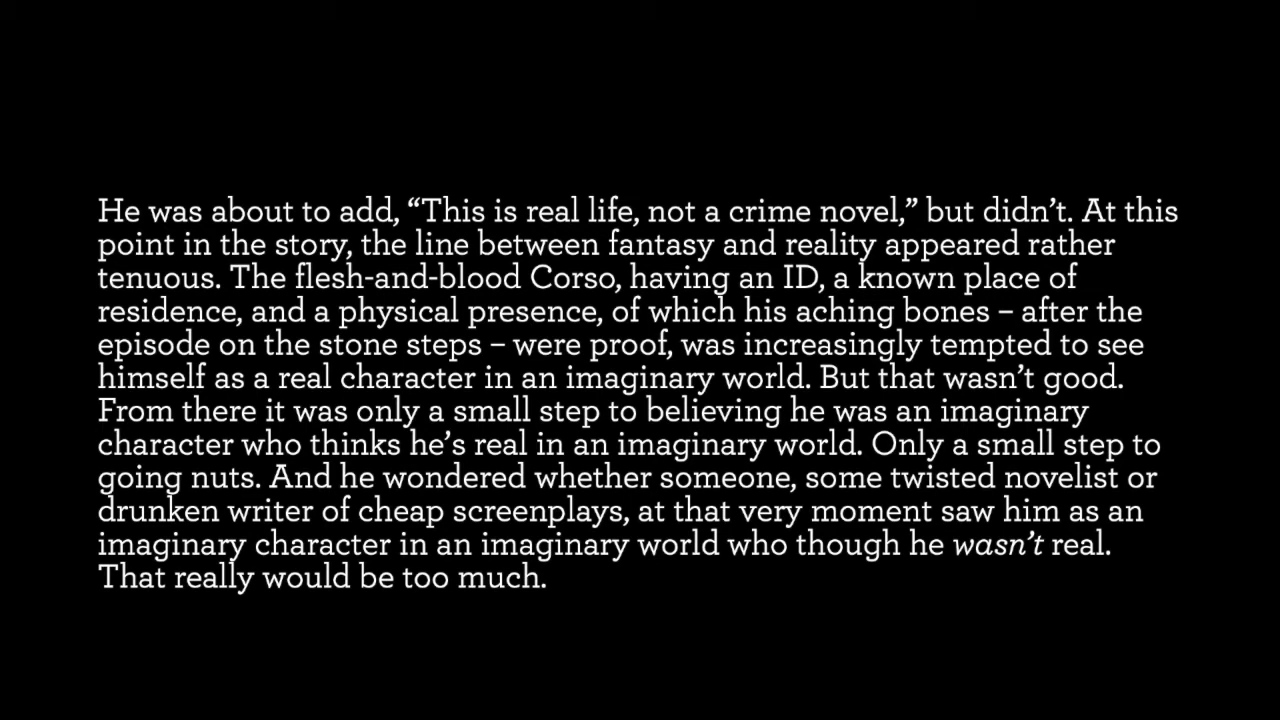 He was about to add, “This is real life, not a crime novel,” but didn’t. At this
point in the story, the line between fantasy and reality appeared rather
tenuous. The flesh-and-blood Corso, having an ID, a known place of
residence, and a physical presence, of which his aching bones – after the
episode on the stone steps – were proof, was increasingly tempted to see
himself as a real character in an imaginary world. But that wasn’t good.
From there it was only a small step to believing he was an imaginary
character who thinks he’s real in an imaginary world. Only a small step to
going nuts. And he wondered whether someone, some twisted novelist or
drunken writer of cheap screenplays, at that very moment saw him as an
imaginary character in an imaginary world who though he wasn’t real.
That really would be too much.